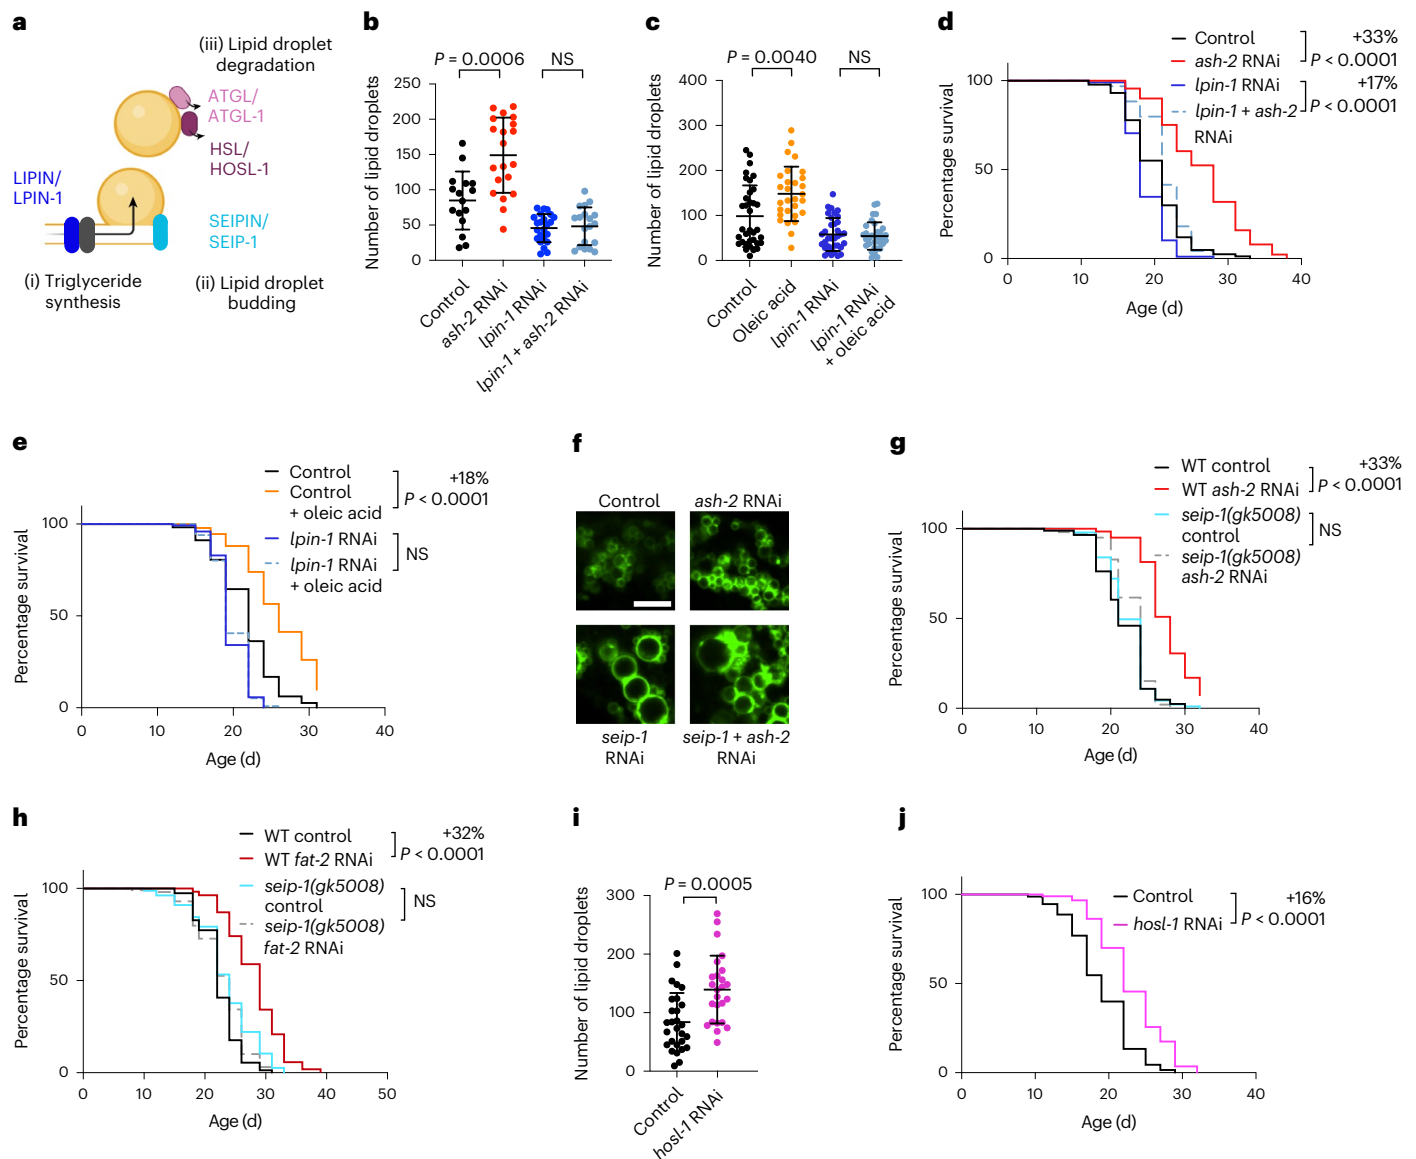 a
(iii) Lipid droplet
degradation
ATGL/
ATGL-1
HSL/
HOSL-1
LIPIN/
LPIN-1
SEIPIN/
SEIP-1
(i) Triglyceride
synthesis
(ii) Lipid droplet
budding
b
P = 0.0006
NS
Number of lipid droplets
250
200
150
100
50
0
Control
ash-2 RNAi
lpin-1 RNAi
lpin-1 + ash-2 RNAi
c
P = 0.0040
NS
Number of lipid droplets
400
300
200
100
0
Control
Oleic acid
lpin-1 RNAi
lpin-1 RNAi
+ oleic acid
d
Control
ash-2 RNAi
+33%
P < 0.0001
lpin-1 RNAi
lpin-1 + ash-2
RNAi
+17%
P < 0.0001
Percentage survival
100
50
0
0
10
20
30
40
Age (d)
e
Control
Control
+ oleic acid
+18%
P < 0.0001
lpin-1 RNAi
lpin-1 RNAi
+ oleic acid
NS
Percentage survival
100
50
0
0
10
20
30
40
Age (d)
f
Control
ash-2 RNAi
seip-1
RNAi
seip-1 + ash-2
RNAi
g
WT control
WT ash-2 RNAi
+33%
P < 0.0001
seip-1(gk5008)
control
seip-1(gk5008)
ash-2 RNAi
NS
Percentage survival
100
50
0
0
10
20
30
40
Age (d)
h
WT control
WT fat-2 RNAi
+32%
P < 0.0001
seip-1(gk5008)
control
seip-1(gk5008)
fat-2 RNAi
NS
Percentage survival
100
50
0
0
10
20
30
40
50
Age (d)
i
P = 0.0005
Number of lipid droplets
300
200
100
0
Control
hosl-1 RNAi
j
Control
hosl-1 RNAi
+16%
P < 0.0001
Percentage survival
100
50
0
0
10
20
30
40
Age (d)